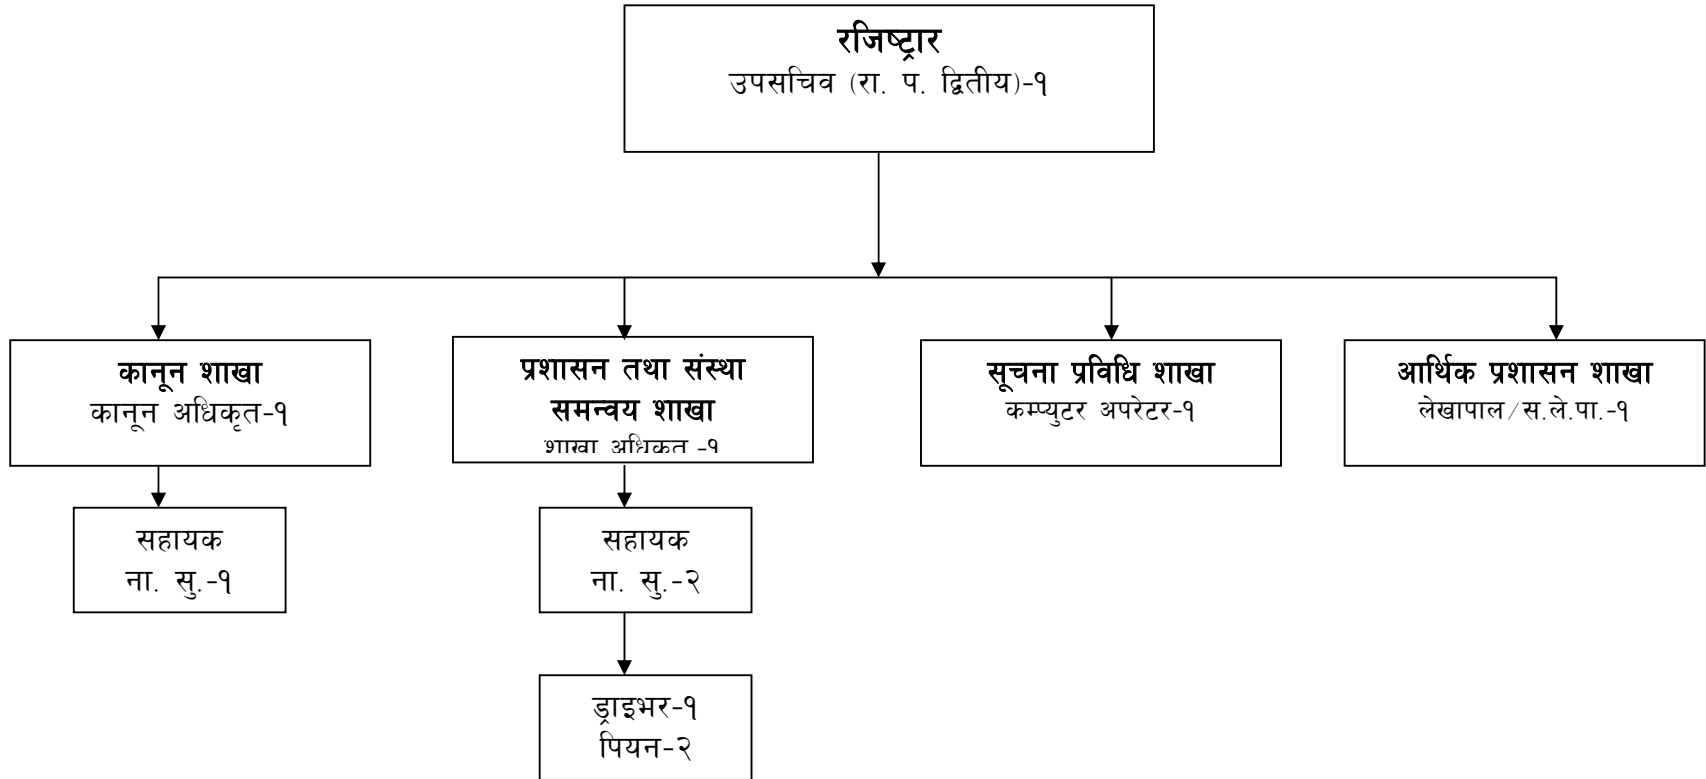 रजिष्ट्रार
उपसचिव (रा. प. द्वितीय)-१
कानून शाखा
कानून अधिकृत-१
प्रशासन तथा संस्था
समन्वय शाखा
शाखा अधिकृत -१
सूचना प्रविधि शाखा
कम्प्युटर अपरेटर-१
आर्थिक प्रशासन शाखा
लेखापाल/स.ले.पा.-१
सहायक
ना. सु.-१
सहायक
ना. सु.-२
ड्राइभर-१
पियन-२